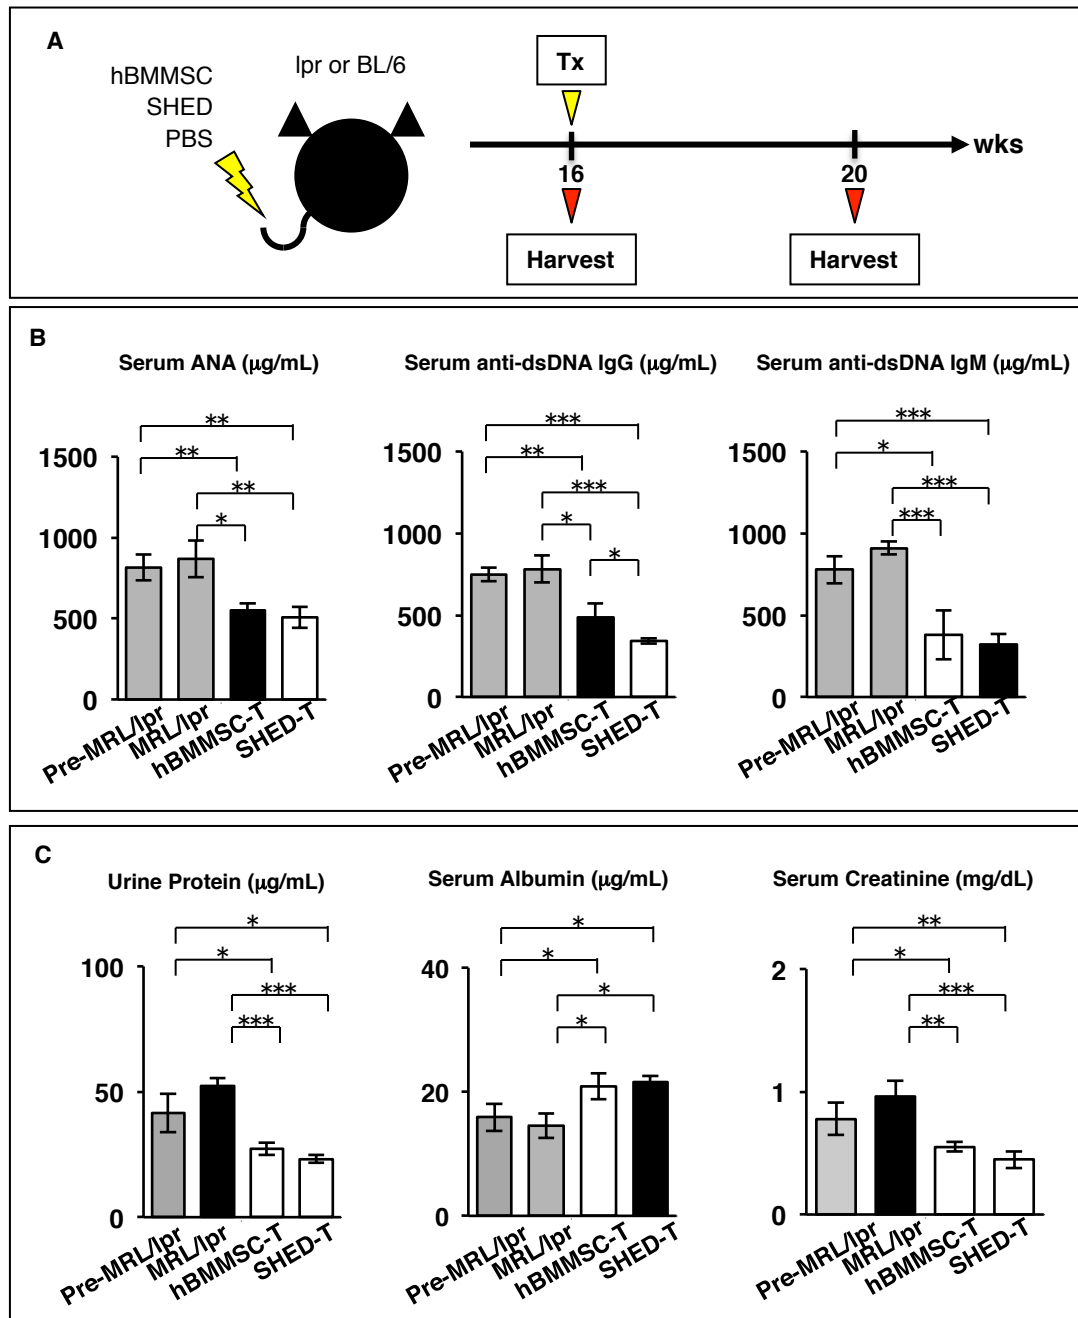 A
hBMMSC
SHED
PBS
lpr or BL/6
Tx
wks
16
20
Harvest
Harvest
B
Serum ANA (μg/mL)
**
**
**
*
1500
1000
500
0
Pre-MRL/lpr
MRL/lpr
hBMMSC-T
SHED-T
Serum anti-dsDNA IgG (μg/mL)
***
**
***
*
*
1500
1000
500
0
Pre-MRL/lpr
MRL/lpr
hBMMSC-T
SHED-T
Serum anti-dsDNA IgM (μg/mL)
***
*
***
***
1500
1000
500
0
Pre-MRL/lpr
MRL/lpr
hBMMSC-T
SHED-T
C
Urine Protein (μg/mL)
*
*
***
***
100
50
0
Pre-MRL/lpr
MRL/lpr
hBMMSC-T
SHED-T
Serum Albumin (μg/mL)
*
*
*
*
40
20
0
Pre-MRL/lpr
MRL/lpr
hBMMSC-T
SHED-T
Serum Creatinine (mg/dL)
**
*
***
**
2
1
0
Pre-MRL/lpr
MRL/lpr
hBMMSC-T
SHED-T